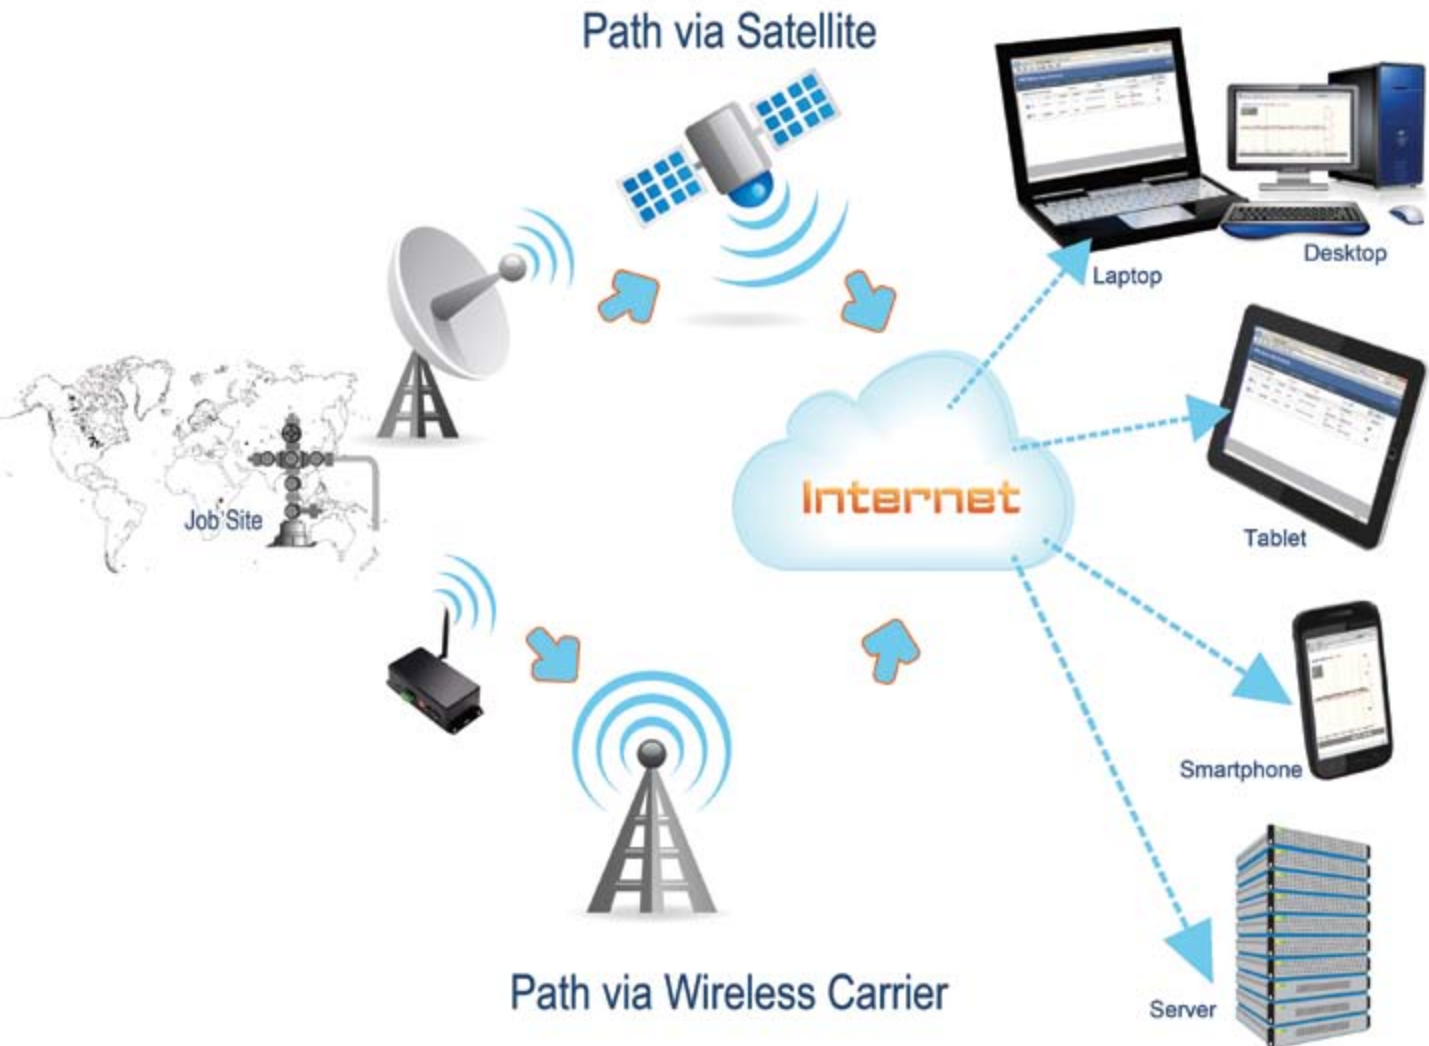 Path via Satellite
Desktop
Laptop
Internet
Job Site
Tablet
Smartphone
Path via Wireless Carrier
Server